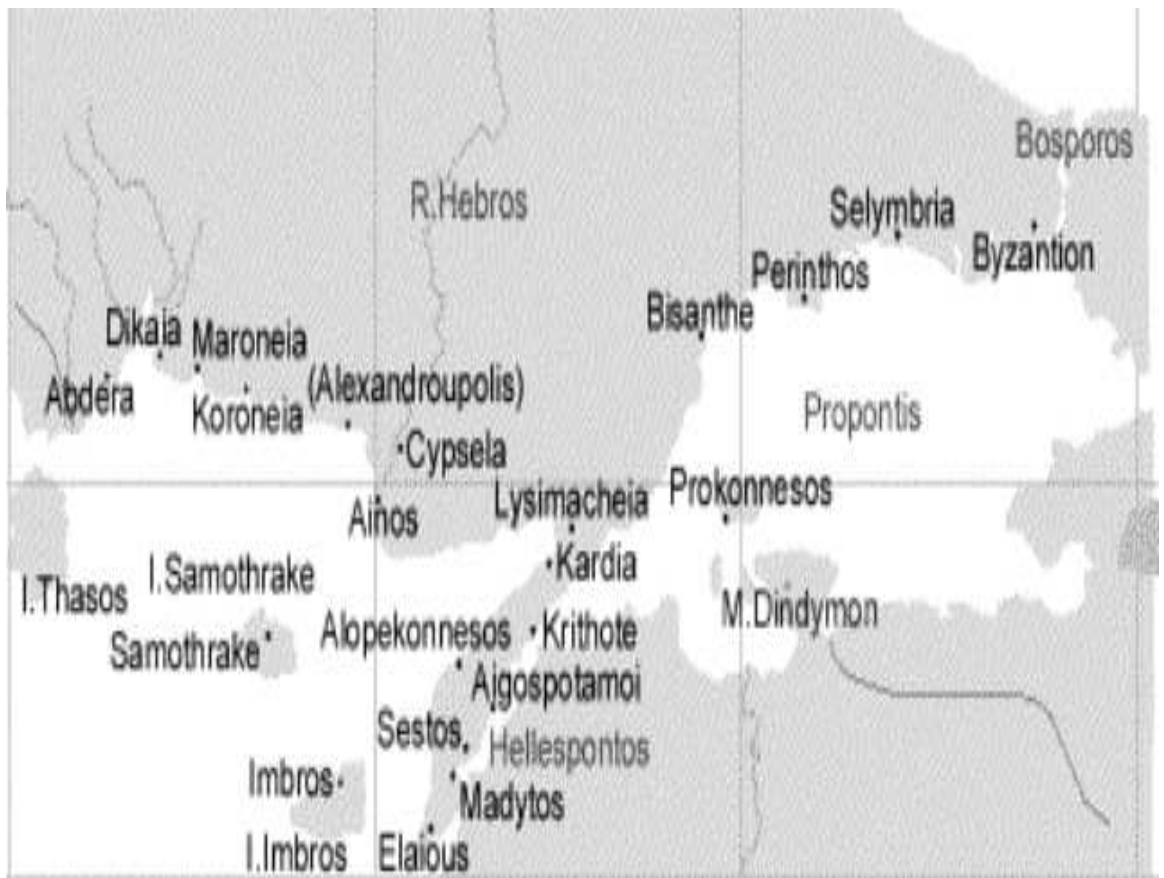 Bosporos
R.Hebros
Selymbria
Byzantion
Perinthos
Bisanthe
Dikaia
Maroneia
(Alexandroupolis)
Abdera
Koroneia
Propontis
Cypsela
Prokonnesos
Lysimacheia
Ainos
Kardia
I.Samothrake
I.Thasos
M.Dindymon
Alopekonnesos
Krithote
Samothrake
Aigospotamoi
Sestos
Hellespontos
Imbros
Madytos
I.Imbros
Elaious